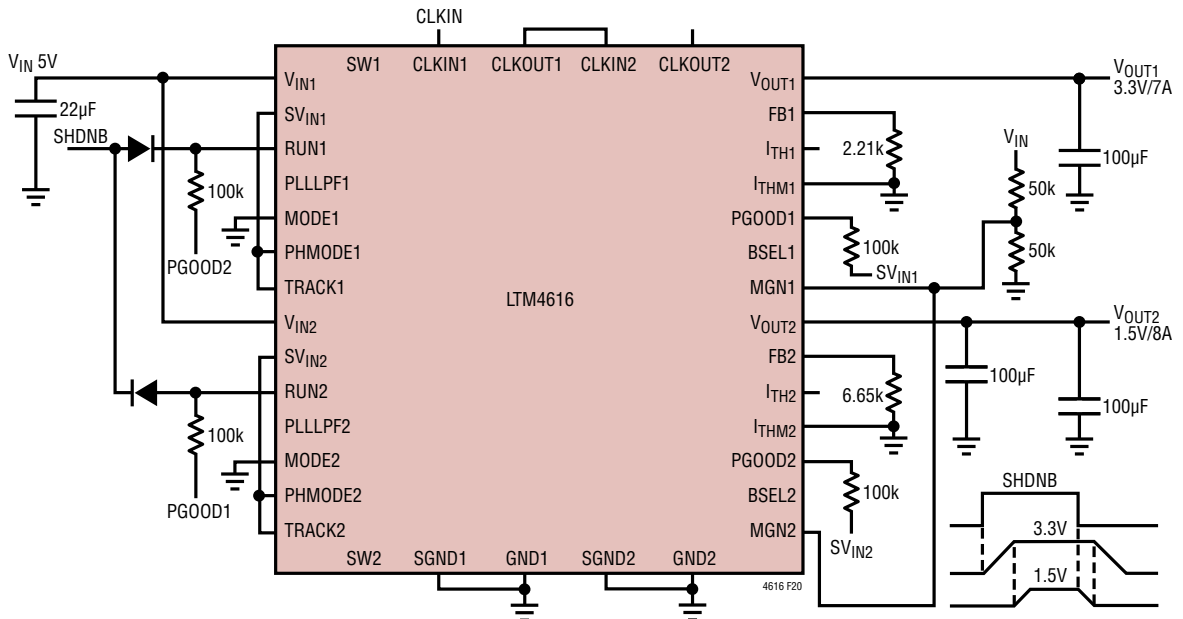 CLKIN
V_IN 5V
22µF
SHDNB
100k
PGOOD2
100k
PGOOD1
SW1 CLKIN1 CLKOUT1 CLKIN2 CLKOUT2
V_IN1
SV_IN1
RUN1
PLLLPF1
MODE1
PHMODE1
TRACK1
V_IN2
SV_IN2
RUN2
PLLLPF2
MODE2
PHMODE2
TRACK2
LTM4616
V_OUT1
FB1
I_TH1
I_THM1
PGOOD1
BSEL1
MGN1
V_OUT2
FB2
I_TH2
I_THM2
PGOOD2
BSEL2
MGN2
SW2 SGND1 GND1 SGND2 GND2
4616 F20
2.21k
100k
SV_IN1
V_IN
50k
50k
V_OUT1
3.3V/7A
100µF
V_OUT2
1.5V/8A
6.65k
100µF
100µF
100k
SV_IN2
SHDNB
3.3V
1.5V